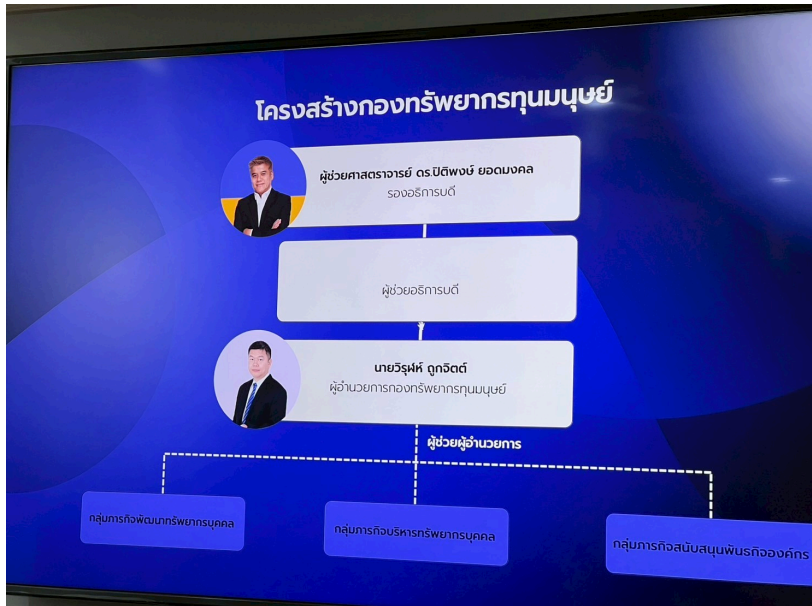 โครงสร้างกองทรัพยากรทุนมนุษย์
ผู้ช่วยศาสตราจารย์ ดร.ปิติพงษ์ ยอดมงคล
รองอธิการบดี
ผู้ช่วยอธิการบดี
นายวิรุฬห์ ถูกจิตต์
ผู้อำนวยการกองทรัพยากรทุนมนุษย์
ผู้ช่วยผู้อำนวยการ
กลุ่มภารกิจพัฒนาทรัพยากรบุคคล
กลุ่มภารกิจบริหารทรัพยากรบุคคล
กลุ่มภารกิจสนับสนุนพันธกิจองค์กร